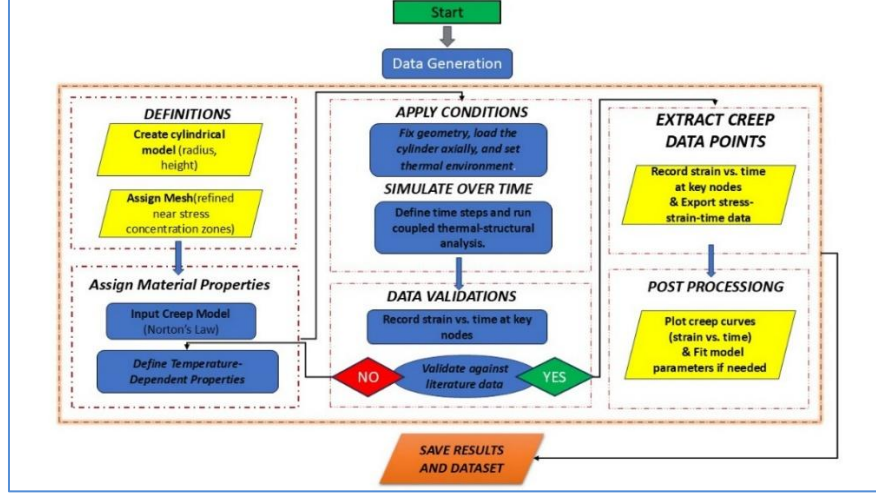 Start
Data Generation
DEFINITIONS
Create cylindrical
model (radius,
height)
Assign Mesh(refined
near stress
concentration zones)
Assign Material Properties
Input Creep Model
(Norton's Law)
Define Temperature-
Dependent Properties
APPLY CONDITIONS
Fix geometry, load the
cylinder axially, and set
thermal environment.
SIMULATE OVER TIME
Define time steps and run
coupled thermal-structural
analysis.
DATA VALIDATIONS
Record strain vs. time at key
nodes
NO
Validate against
literature data
YES
EXTRACT CREEP
DATA POINTS
Record strain vs. time
at key nodes
& Export stress-
strain-time data
POST PROCESSIONG
Plot creep curves
(strain vs. time)
& Fit model
parameters if needed
SAVE RESULTS
AND DATASET